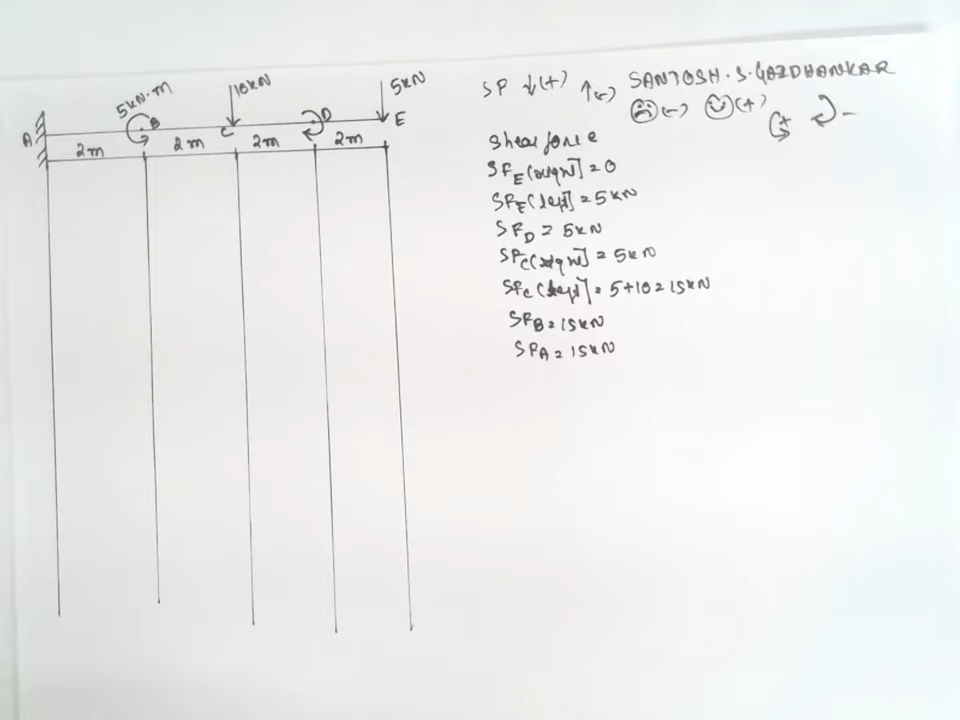 SF ↓(+) ↑(-) SANTOSH.S.GAIDHANKAR
(-) (+) + -
5kN.m 10kN 5kN
A B C D E
2m 2m 2m 2m
Shear force
SFE(right) = 0
SFE(left) = 5kN
SFD = 5kN
SFC(right) = 5kN
SFC(left) = 5+10=15kN
SFB = 15kN
SFA = 15kN